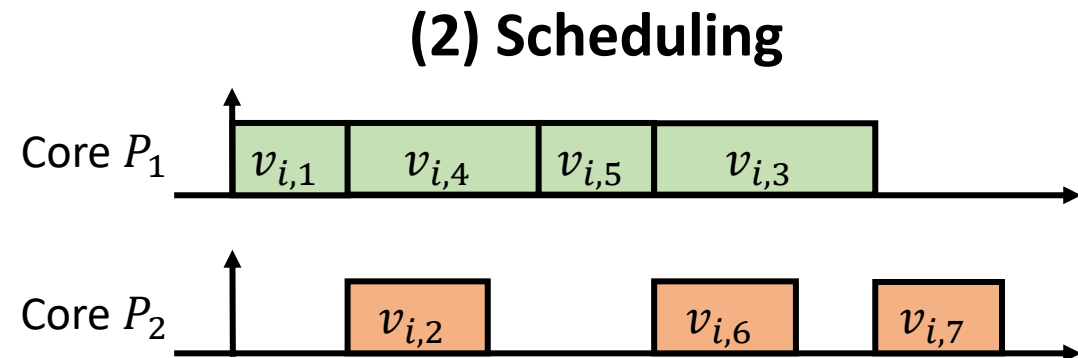 (2) Scheduling
Core P₁ v_{i,1} v_{i,4} v_{i,5} v_{i,3}
Core P₂ v_{i,2} v_{i,6} v_{i,7}